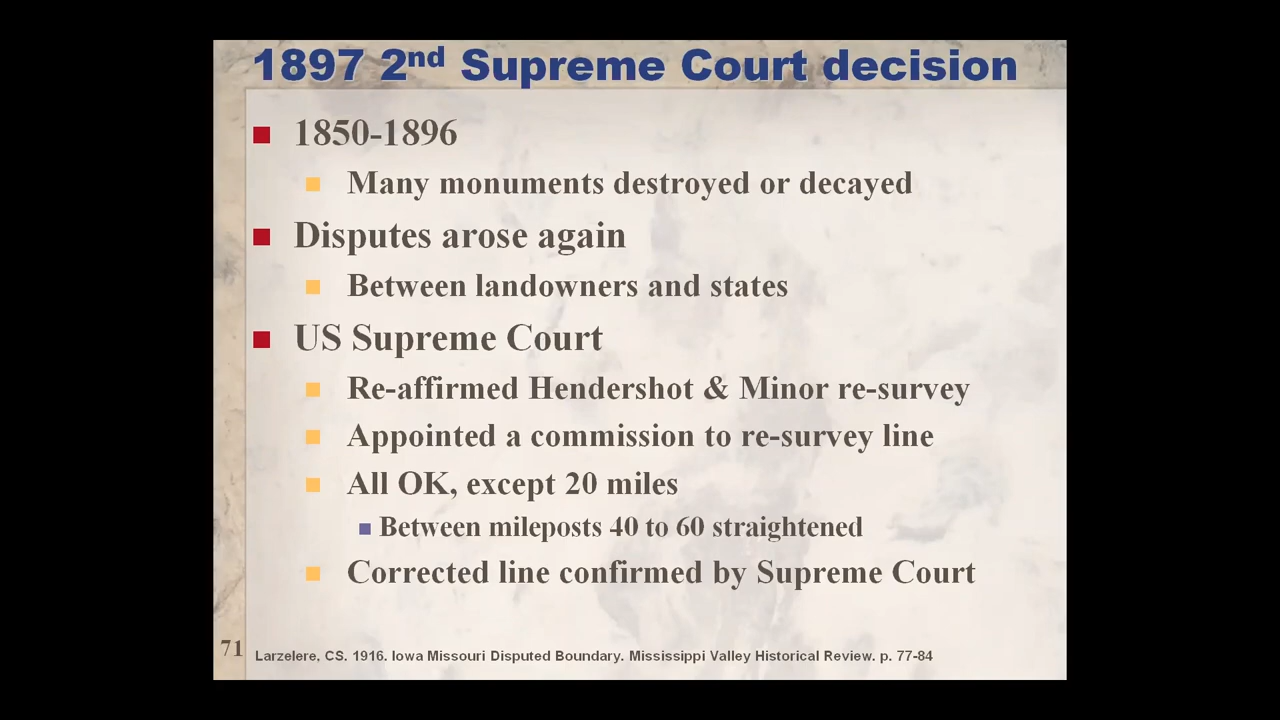 1897 2nd Supreme Court decision
1850-1896
Many monuments destroyed or decayed
Disputes arose again
Between landowners and states
US Supreme Court
Re-affirmed Hendershot & Minor re-survey
Appointed a commission to re-survey line
All OK, except 20 miles
Between mileposts 40 to 60 straightened
Corrected line confirmed by Supreme Court
71
Larzelere, CS. 1916. Iowa Missouri Disputed Boundary. Mississippi Valley Historical Review. p. 77-84